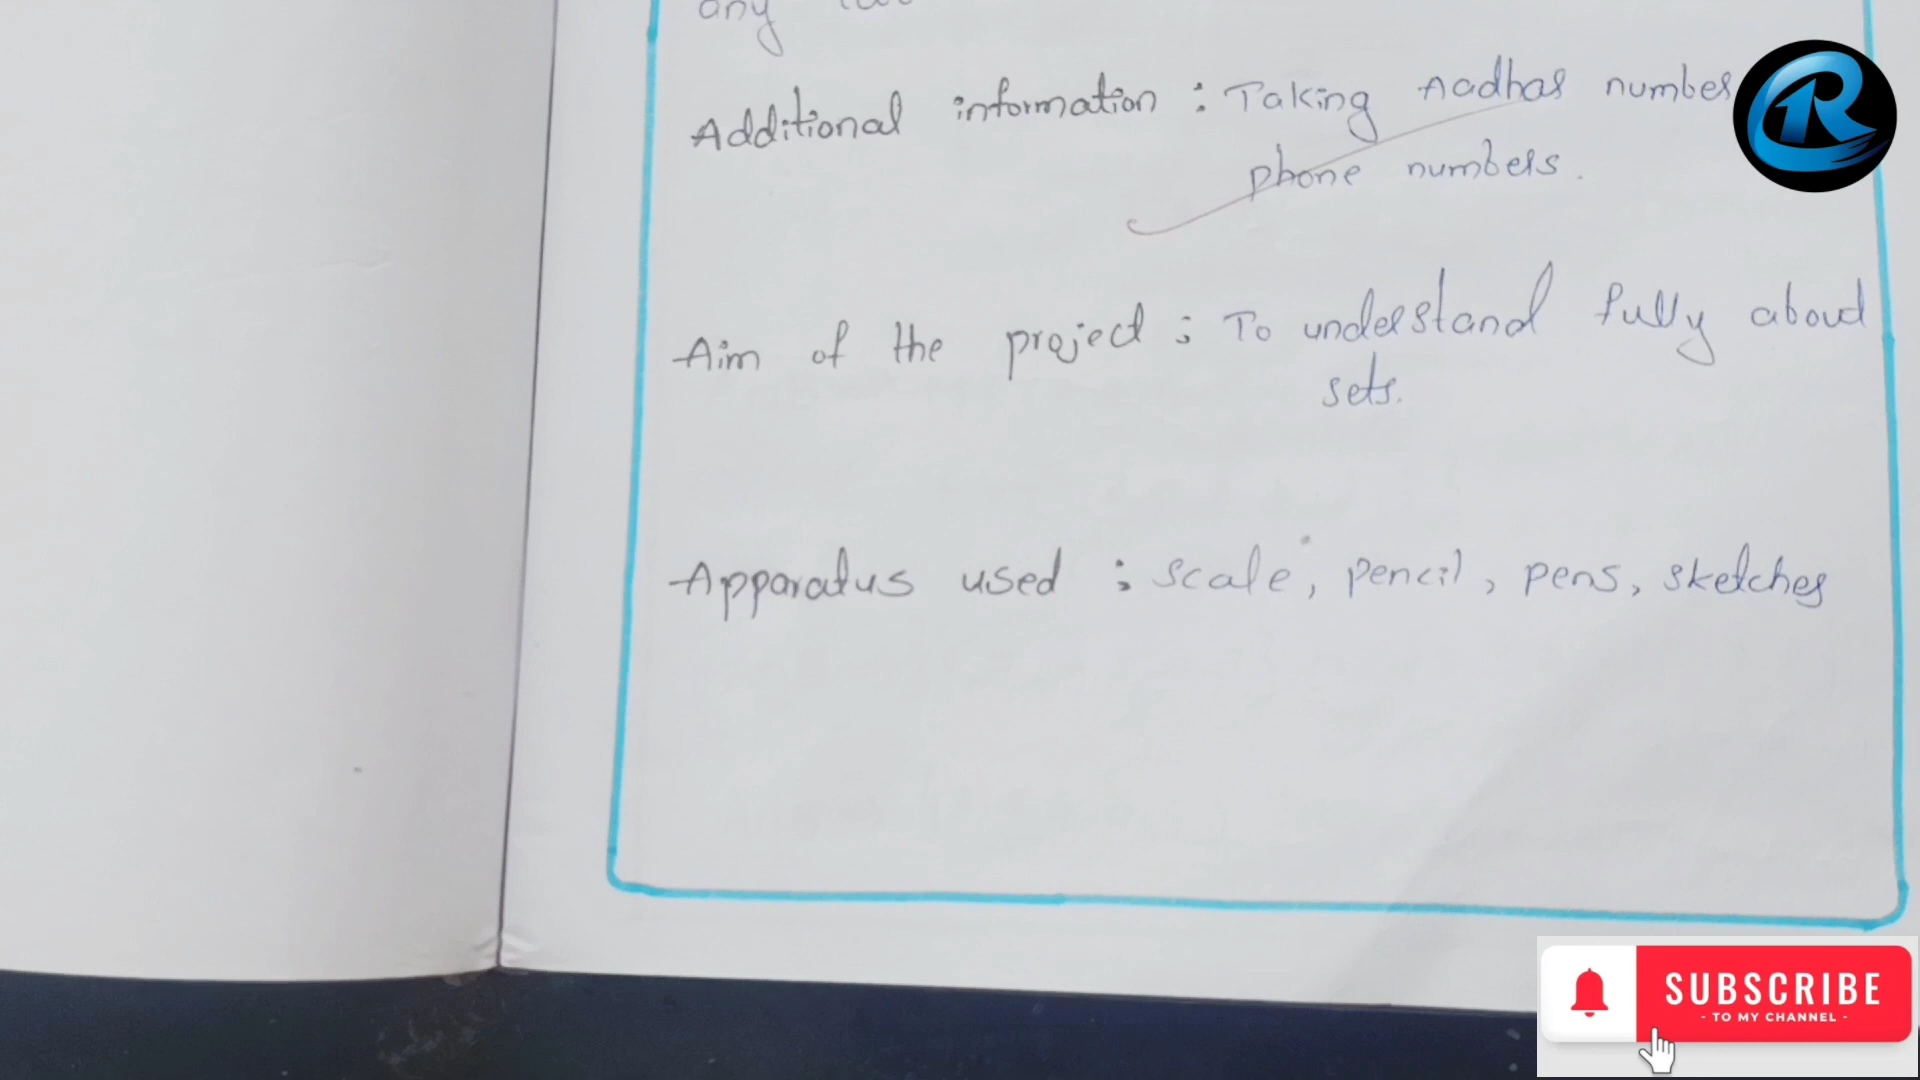 any
Additional information : Taking Aadhar number
phone numbers.
Aim of the project : To understand fully about
sets.
Apparatus used : scale, pencil, pens, sketches
R
SUBSCRIBE
- TO MY CHANNEL -